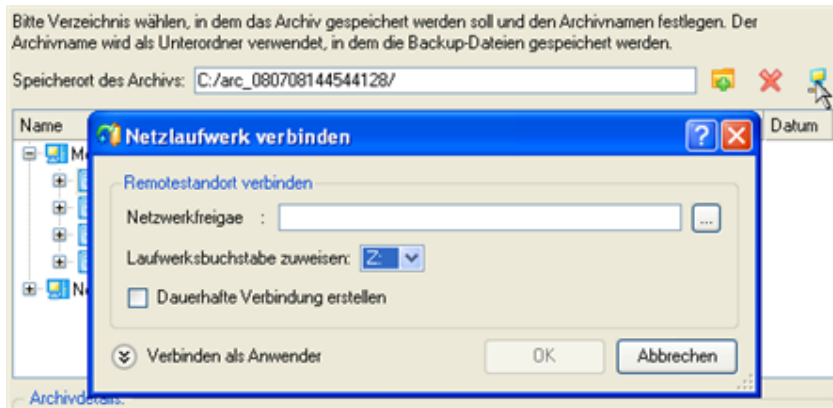 Bitte Verzeichnis wählen, in dem das Archiv gespeichert werden soll und den Archivnamen festlegen. Der
Archivname wird als Unterordner verwendet, in dem die Backup-Dateien gespeichert werden.
Speicherort des Archivs: C:/arc_080708144544128/
Name Datum
Netzlaufwerk verbinden
Remotestandort verbinden
Netzwerkfreigae :
...
Laufwerksbuchstabe zuweisen: Z:
Dauerhafte Verbindung erstellen
Verbinden als Anwender
OK
Abbrechen
Archivdetails: